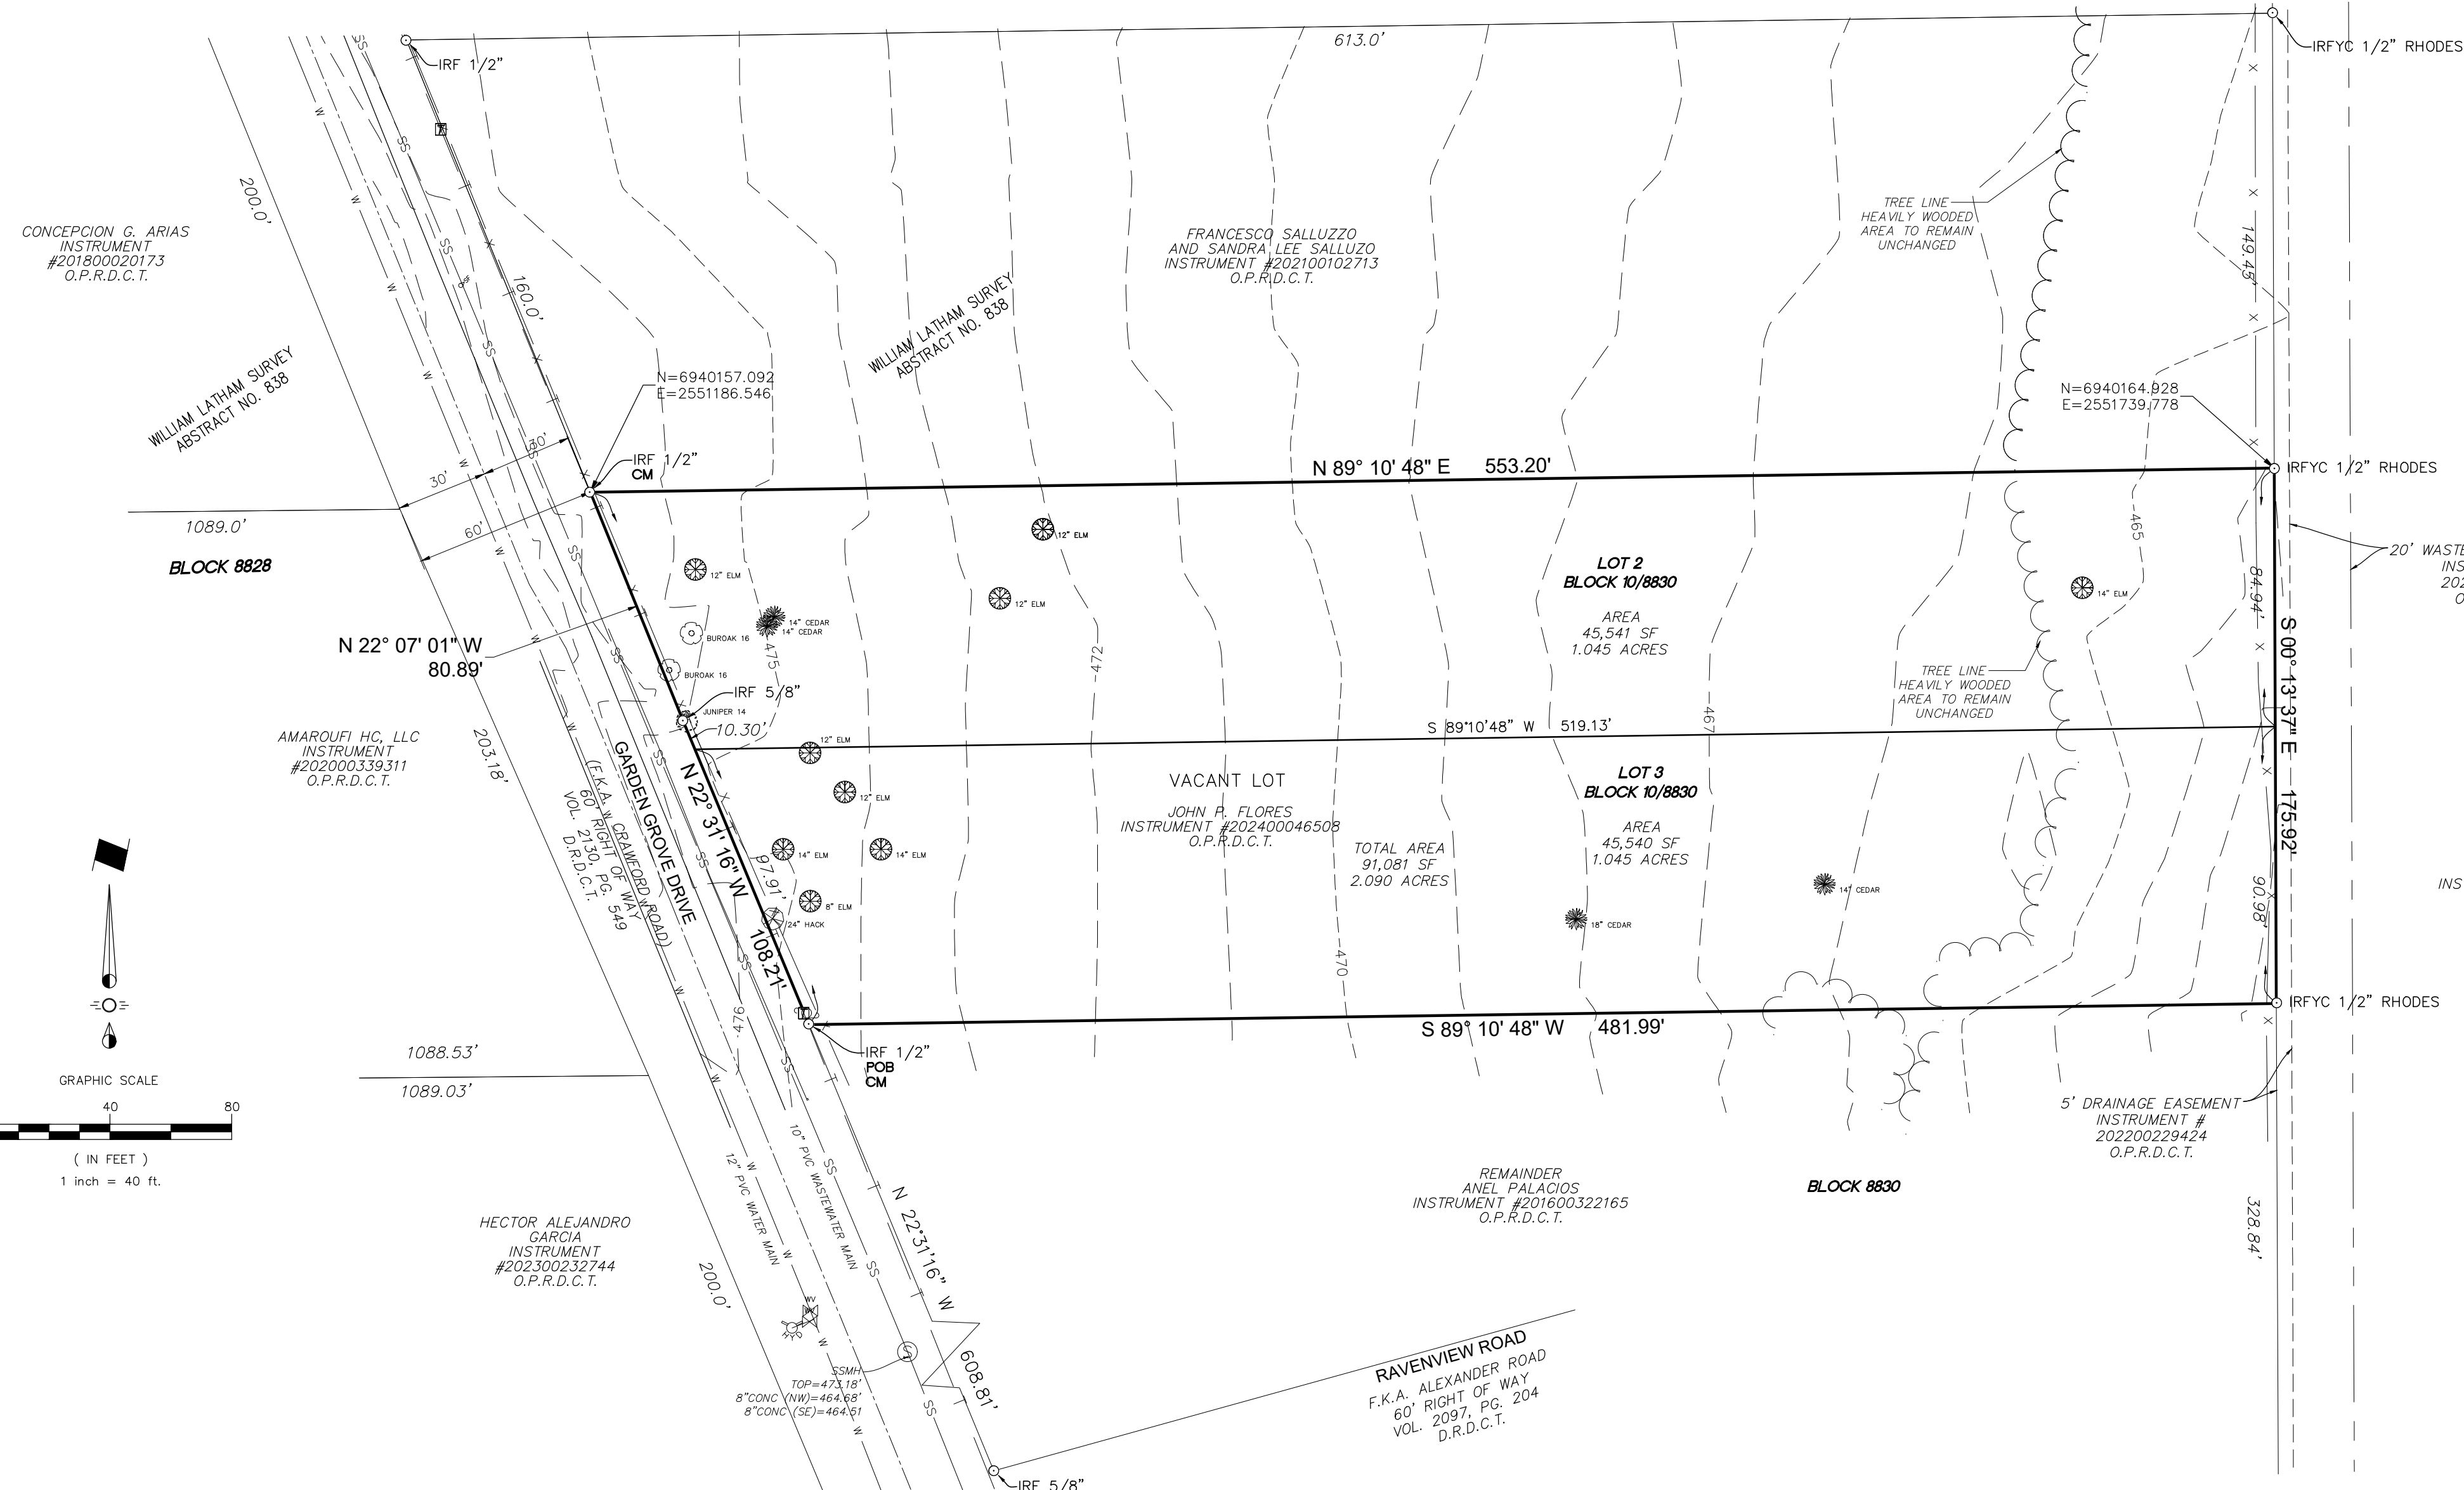 613.0'
IRFYC 1/2" RHODES
IRF 1/2"
200.0'
CONCEPCION G. ARIAS
INSTRUMENT
#201800020173
O.P.R.D.C.T.
160.0'
FRANCESCO SALLUZZO
AND SANDRA LEE SALLUZO
INSTRUMENT #202100102713
O.P.R.D.C.T.
TREE LINE
HEAVILY WOODED
AREA TO REMAIN
UNCHANGED
149.45'
WILLIAM LATHAM SURVEY
ABSTRACT NO. 838
WILLIAM LATHAM SURVEY
ABSTRACT NO. 838
N=6940157.092
E=2551186.546
N=6940164.928
E=2551739.778
30'
30'
60'
IRF 1/2"
CM
N 89° 10' 48" E 553.20'
IRFYC 1/2" RHODES
1089.0'
BLOCK 8828
12" ELM
12" ELM
12" ELM
14" CEDAR
14" CEDAR
BUROAK 16
BUROAK 16
JUNIPER 14
475
472
467
465
LOT 2
BLOCK 10/8830
AREA
45,541 SF
1.045 ACRES
14" ELM
84.94'
20' WASTE
INS
202
O
N 22° 07' 01" W
80.89'
IRF 5/8"
10.30'
TREE LINE
HEAVILY WOODED
AREA TO REMAIN
UNCHANGED
S 00° 13' 37" E 175.92'
S 89°10'48" W 519.13'
AMAROUFI HC, LLC
INSTRUMENT
#202000339311
O.P.R.D.C.T.
203.18'
GARDEN GROVE DRIVE
(F.K.A. CRAWFORD ROAD)
60' RIGHT OF WAY
VOL. 2130, PG. 549
D.R.D.C.T.
N 22° 31' 16" W
108.21'
97.91'
12" ELM
12" ELM
14" ELM
14" ELM
8" ELM
24" HACK
VACANT LOT
JOHN P. FLORES
INSTRUMENT #202400046508
O.P.R.D.C.T.
LOT 3
BLOCK 10/8830
AREA
45,540 SF
1.045 ACRES
TOTAL AREA
91,081 SF
2.090 ACRES
14" CEDAR
18" CEDAR
90.98'
INS
470
476
IRFYC 1/2" RHODES
S 89° 10' 48" W 481.99'
IRF 1/2"
POB
CM
1088.53'
1089.03'
GRAPHIC SCALE
40 80
( IN FEET )
1 inch = 40 ft.
5' DRAINAGE EASEMENT
INSTRUMENT #
202200229424
O.P.R.D.C.T.
12" PVC WATER MAIN
10" PVC WASTEWATER MAIN
REMAINDER
ANEL PALACIOS
INSTRUMENT #201600322165
O.P.R.D.C.T.
BLOCK 8830
328.84'
HECTOR ALEJANDRO
GARCIA
INSTRUMENT
#202300232744
O.P.R.D.C.T.
200.0'
N 22°31'16" W
608.81'
WV
HYD
SSMH
TOP=473.18'
8"CONC (NW)=464.68'
8"CONC (SE)=464.51
RAVENVIEW ROAD
F.K.A. ALEXANDER ROAD
60' RIGHT OF WAY
VOL. 2097, PG. 204
D.R.D.C.T.
IRF 5/8"